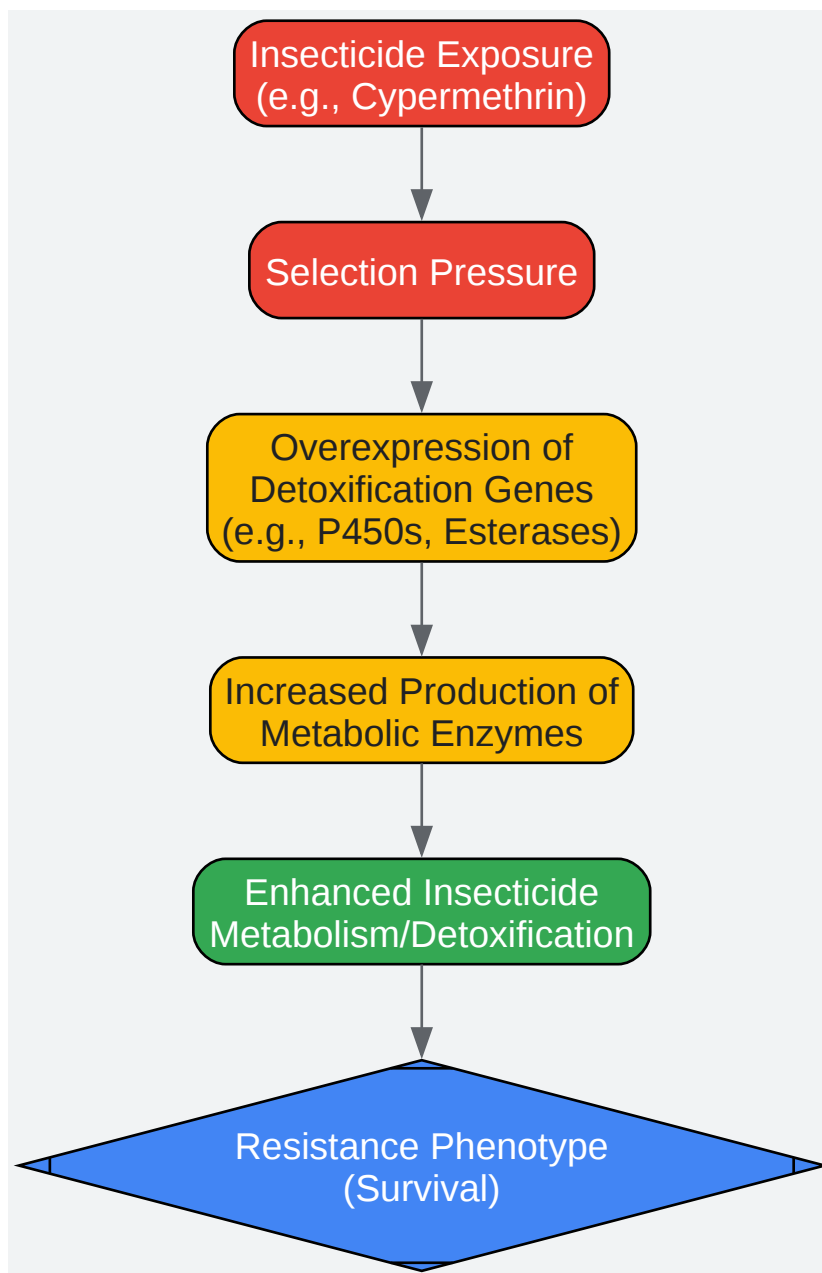 Insecticide Exposure
(e.g., Cypermethrin)
Selection Pressure
Overexpression of
Detoxification Genes
(e.g., P450s, Esterases)
Increased Production of
Metabolic Enzymes
Enhanced Insecticide
Metabolism/Detoxification
Resistance Phenotype
(Survival)